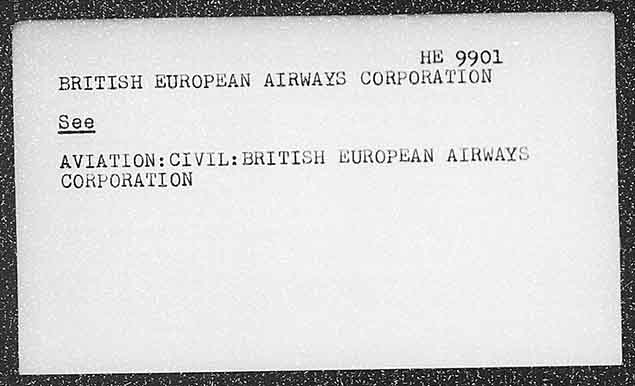 HE 9901
BRITISH EUROPEAN AIRWAYS CORPORATION
See
AVIATION:CIVIL:BRITISH EUROPEAN AIRWAYS
CORPORATION